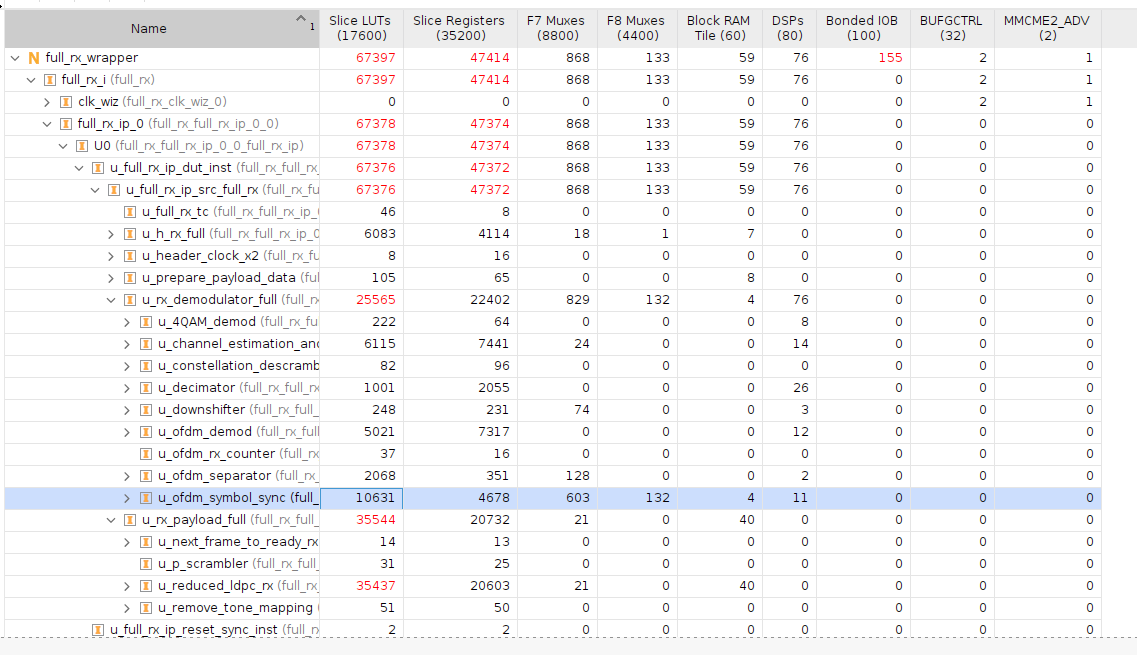 Name 1 Slice LUTs (17600) Slice Registers (35200) F7 Muxes (8800) F8 Muxes (4400) Block RAM Tile (60) DSPs (80) Bonded IOB (100) BUFGCTRL (32) MMCME2_ADV (2)
N full_rx_wrapper 67397 47414 868 133 59 76 155 2 1
I full_rx_i (full_rx) 67397 47414 868 133 59 76 0 2 1
I clk_wiz (full_rx_clk_wiz_0) 0 0 0 0 0 0 0 2 1
I full_rx_ip_0 (full_rx_full_rx_ip_0_0) 67378 47374 868 133 59 76 0 0 0
I U0 (full_rx_full_rx_ip_0_0_full_rx_ip) 67378 47374 868 133 59 76 0 0 0
I u_full_rx_ip_dut_inst (full_rx_full_rx_ 67376 47372 868 133 59 76 0 0 0
I u_full_rx_ip_src_full_rx (full_rx_fu 67376 47372 868 133 59 76 0 0 0
I u_full_rx_tc (full_rx_full_rx_ip_0 46 8 0 0 0 0 0 0 0
I u_h_rx_full (full_rx_full_rx_ip_0 6083 4114 18 1 7 0 0 0 0
I u_header_clock_x2 (full_rx_fu 8 16 0 0 0 0 0 0 0
I u_prepare_payload_data (ful 105 65 0 0 8 0 0 0 0
I u_rx_demodulator_full (full_rx 25565 22402 829 132 4 76 0 0 0
I u_4QAM_demod (full_rx_fu 222 64 0 0 0 8 0 0 0
I u_channel_estimation_and 6115 7441 24 0 0 14 0 0 0
I u_constellation_descramb 82 96 0 0 0 0 0 0 0
I u_decimator (full_rx_full_rx 1001 2055 0 0 0 26 0 0 0
I u_downshifter (full_rx_full_ 248 231 74 0 0 3 0 0 0
I u_ofdm_demod (full_rx_full 5021 7317 0 0 0 12 0 0 0
I u_ofdm_rx_counter (full_rx 37 16 0 0 0 0 0 0 0
I u_ofdm_separator (full_rx_ 2068 351 128 0 0 2 0 0 0
I u_ofdm_symbol_sync (full_ 10631 4678 603 132 4 11 0 0 0
I u_rx_payload_full (full_rx_full_ 35544 20732 21 0 40 0 0 0 0
I u_next_frame_to_ready_rx 14 13 0 0 0 0 0 0 0
I u_p_scrambler (full_rx_full_ 31 25 0 0 0 0 0 0 0
I u_reduced_ldpc_rx (full_rx_ 35437 20603 21 0 40 0 0 0 0
I u_remove_tone_mapping ( 51 50 0 0 0 0 0 0 0
I u_full_rx_ip_reset_sync_inst (full_r 2 2 0 0 0 0 0 0 0